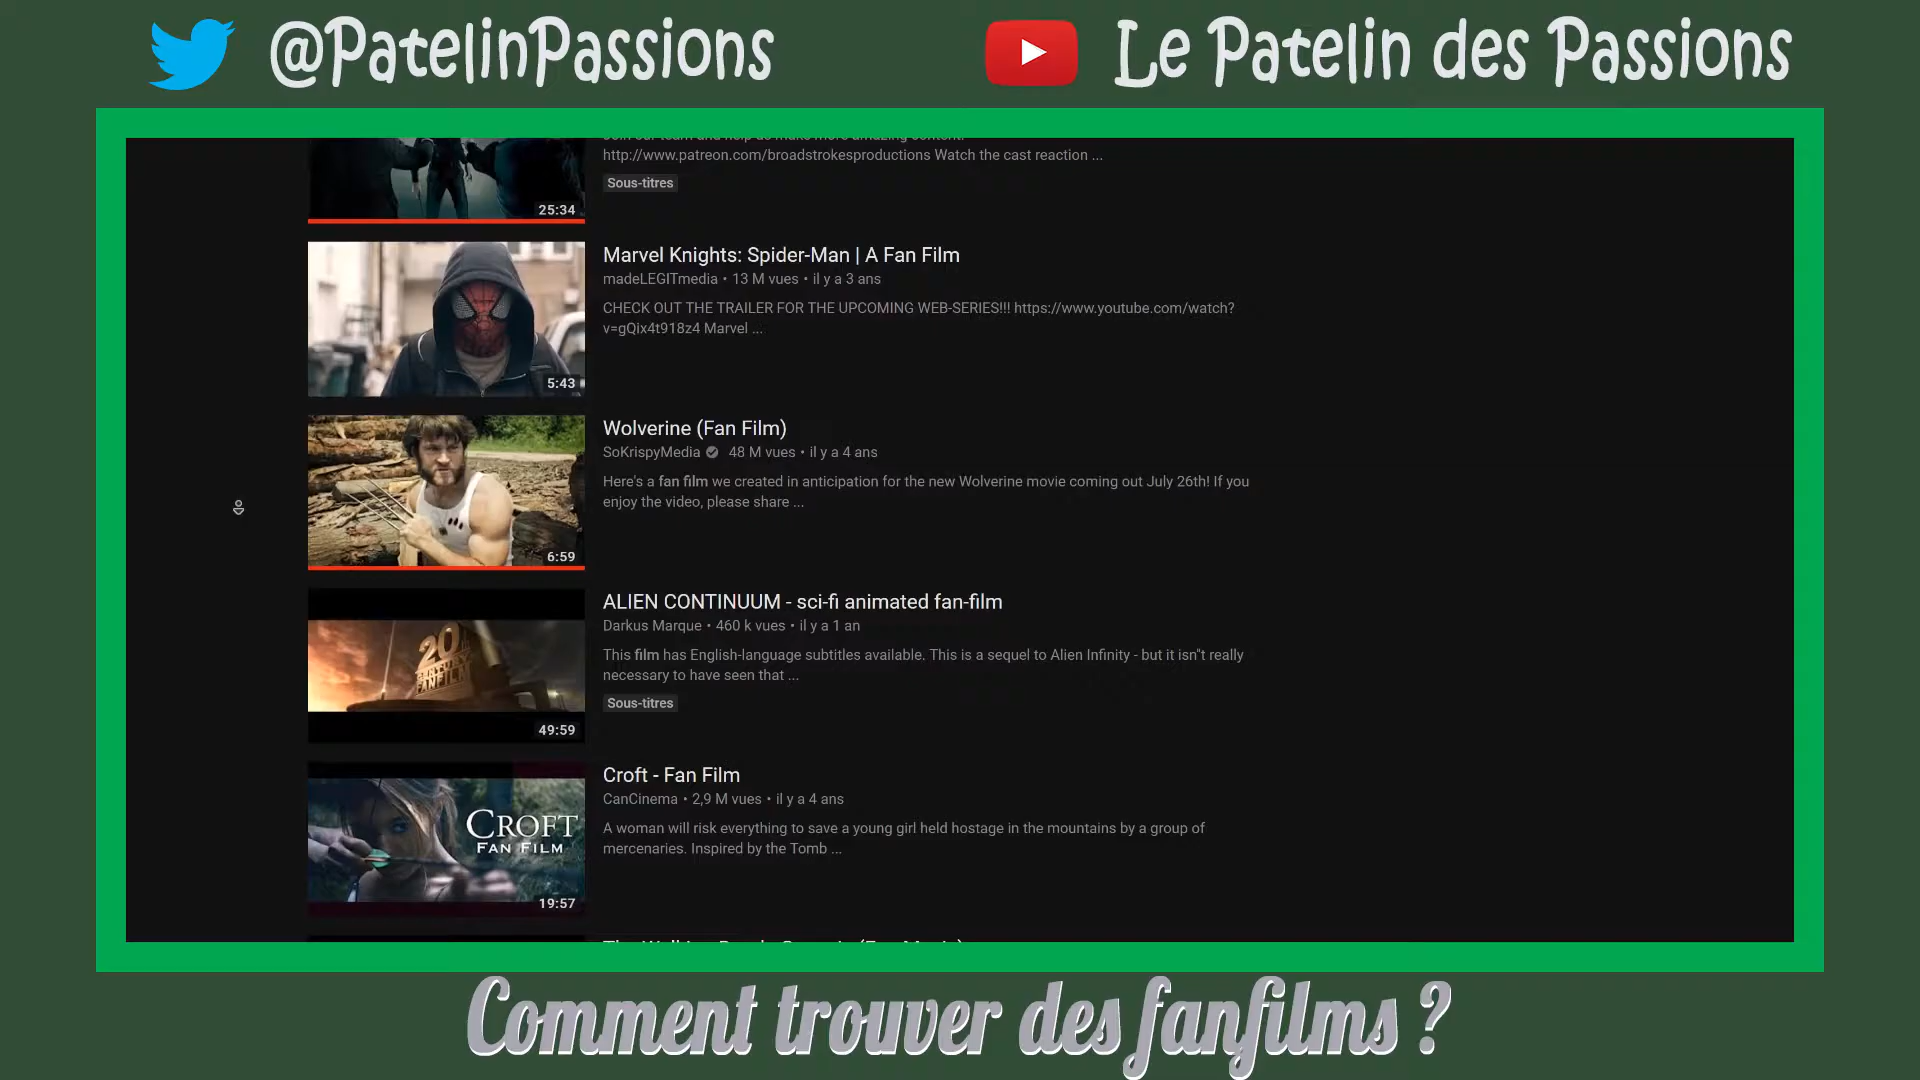 @PatelinPassions
Le Patelin des Passions
http://www.patreon.com/broadstrokesproductions Watch the cast reaction ...
Sous-titres
25:34
Marvel Knights: Spider-Man | A Fan Film
madeLEGITmedia • 13 M vues • il y a 3 ans
CHECK OUT THE TRAILER FOR THE UPCOMING WEB-SERIES!!! https://www.youtube.com/watch?
v=gQix4t918z4 Marvel ...
5:43
Wolverine (Fan Film)
SoKrispyMedia 48 M vues • il y a 4 ans
Here's a fan film we created in anticipation for the new Wolverine movie coming out July 26th! If you
enjoy the video, please share ...
6:59
ALIEN CONTINUUM - sci-fi animated fan-film
Darkus Marque • 460 k vues • il y a 1 an
This film has English-language subtitles available. This is a sequel to Alien Infinity - but it isn"t really
necessary to have seen that ...
Sous-titres
20
FANFILM
49:59
Croft - Fan Film
CanCinema • 2,9 M vues • il y a 4 ans
A woman will risk everything to save a young girl held hostage in the mountains by a group of
mercenaries. Inspired by the Tomb ...
CROFT
FAN FILM
19:57
Comment trouver des fanfilms ?